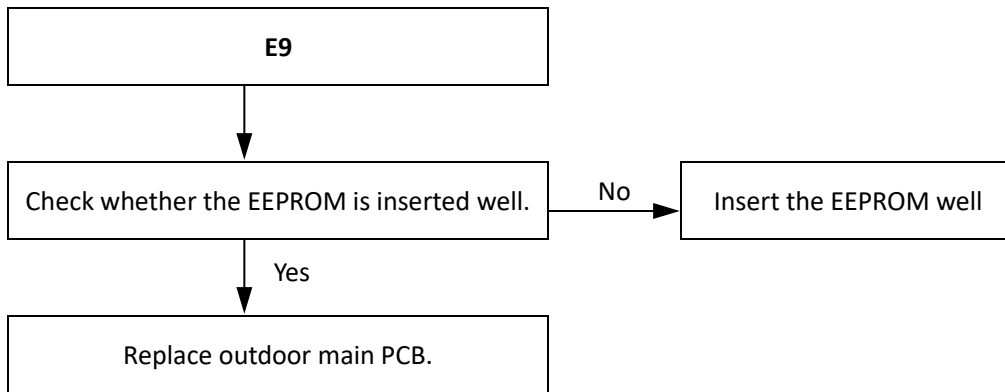 E9
Check whether the EEPROM is inserted well.
No
Insert the EEPROM well
Yes
Replace outdoor main PCB.